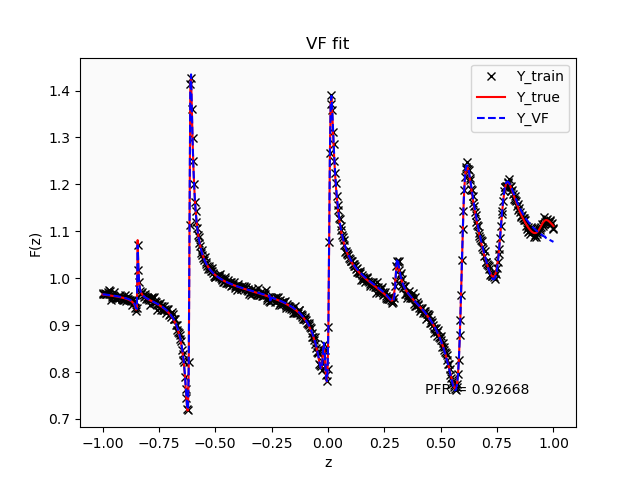 VF fit
Y_train
Y_true
Y_VF
F(z)
1.4
1.3
1.2
1.1
1.0
0.9
0.8
0.7
PFR = 0.92668
−1.00 −0.75 −0.50 −0.25 0.00 0.25 0.50 0.75 1.00
z